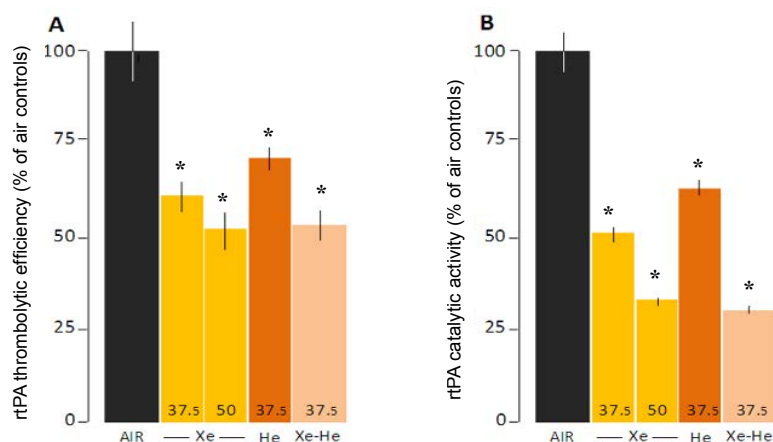 A
rtPA thrombolytic efficiency (% of air controls)
100
75
50
25
0
*
*
*
*
37.5
50
37.5
37.5
AIR
Xe
He
Xe-He
B
rtPA catalytic activity (% of air controls)
100
75
50
25
0
*
*
*
*
37.5
50
37.5
37.5
AIR
Xe
He
Xe-He